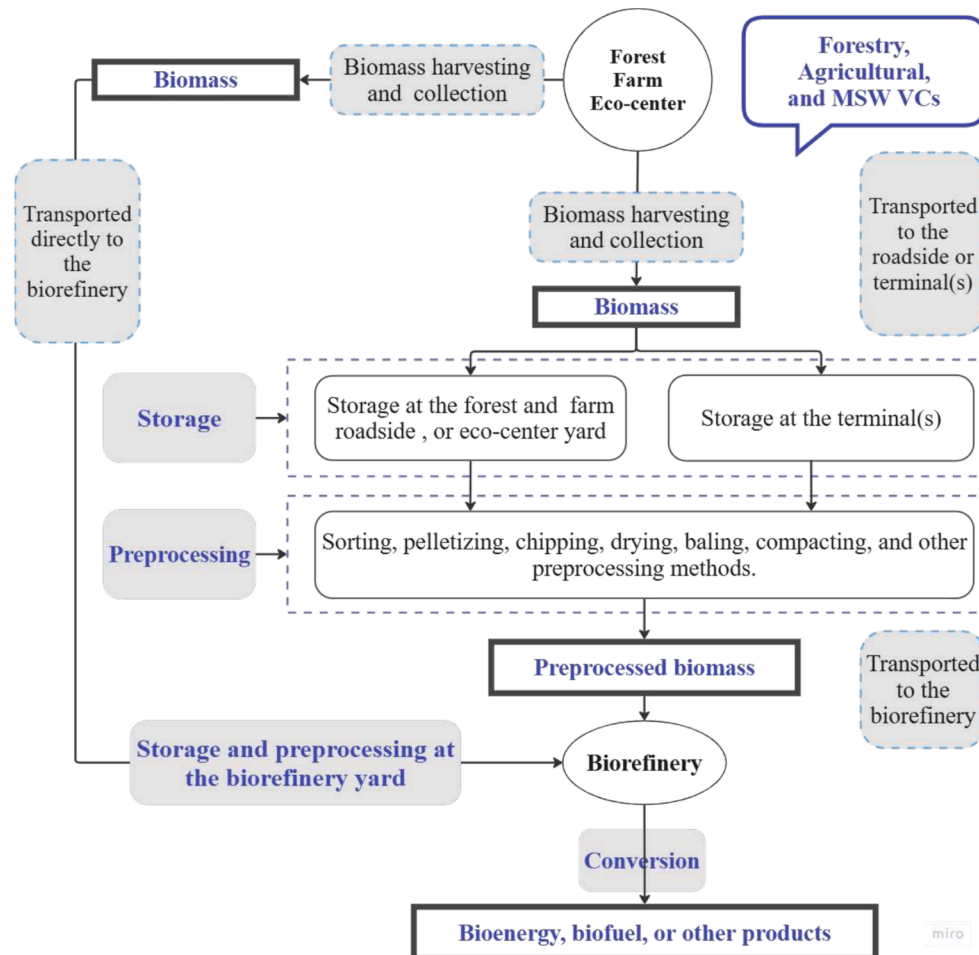 Forest
Farm
Eco-center
Forestry,
Agricultural,
and MSW VCs
Biomass harvesting
and collection
Biomass
Transported
directly to
the
biorefinery
Biomass harvesting
and collection
Transported
to the
roadside or
terminal(s)
Biomass
Storage
Storage at the forest and farm
roadside , or eco-center yard
Storage at the terminal(s)
Preprocessing
Sorting, pelletizing, chipping, drying, baling, compacting, and other
preprocessing methods.
Preprocessed biomass
Transported
to the
biorefinery
Storage and preprocessing at
the biorefinery yard
Biorefinery
Conversion
Bioenergy, biofuel, or other products
miro